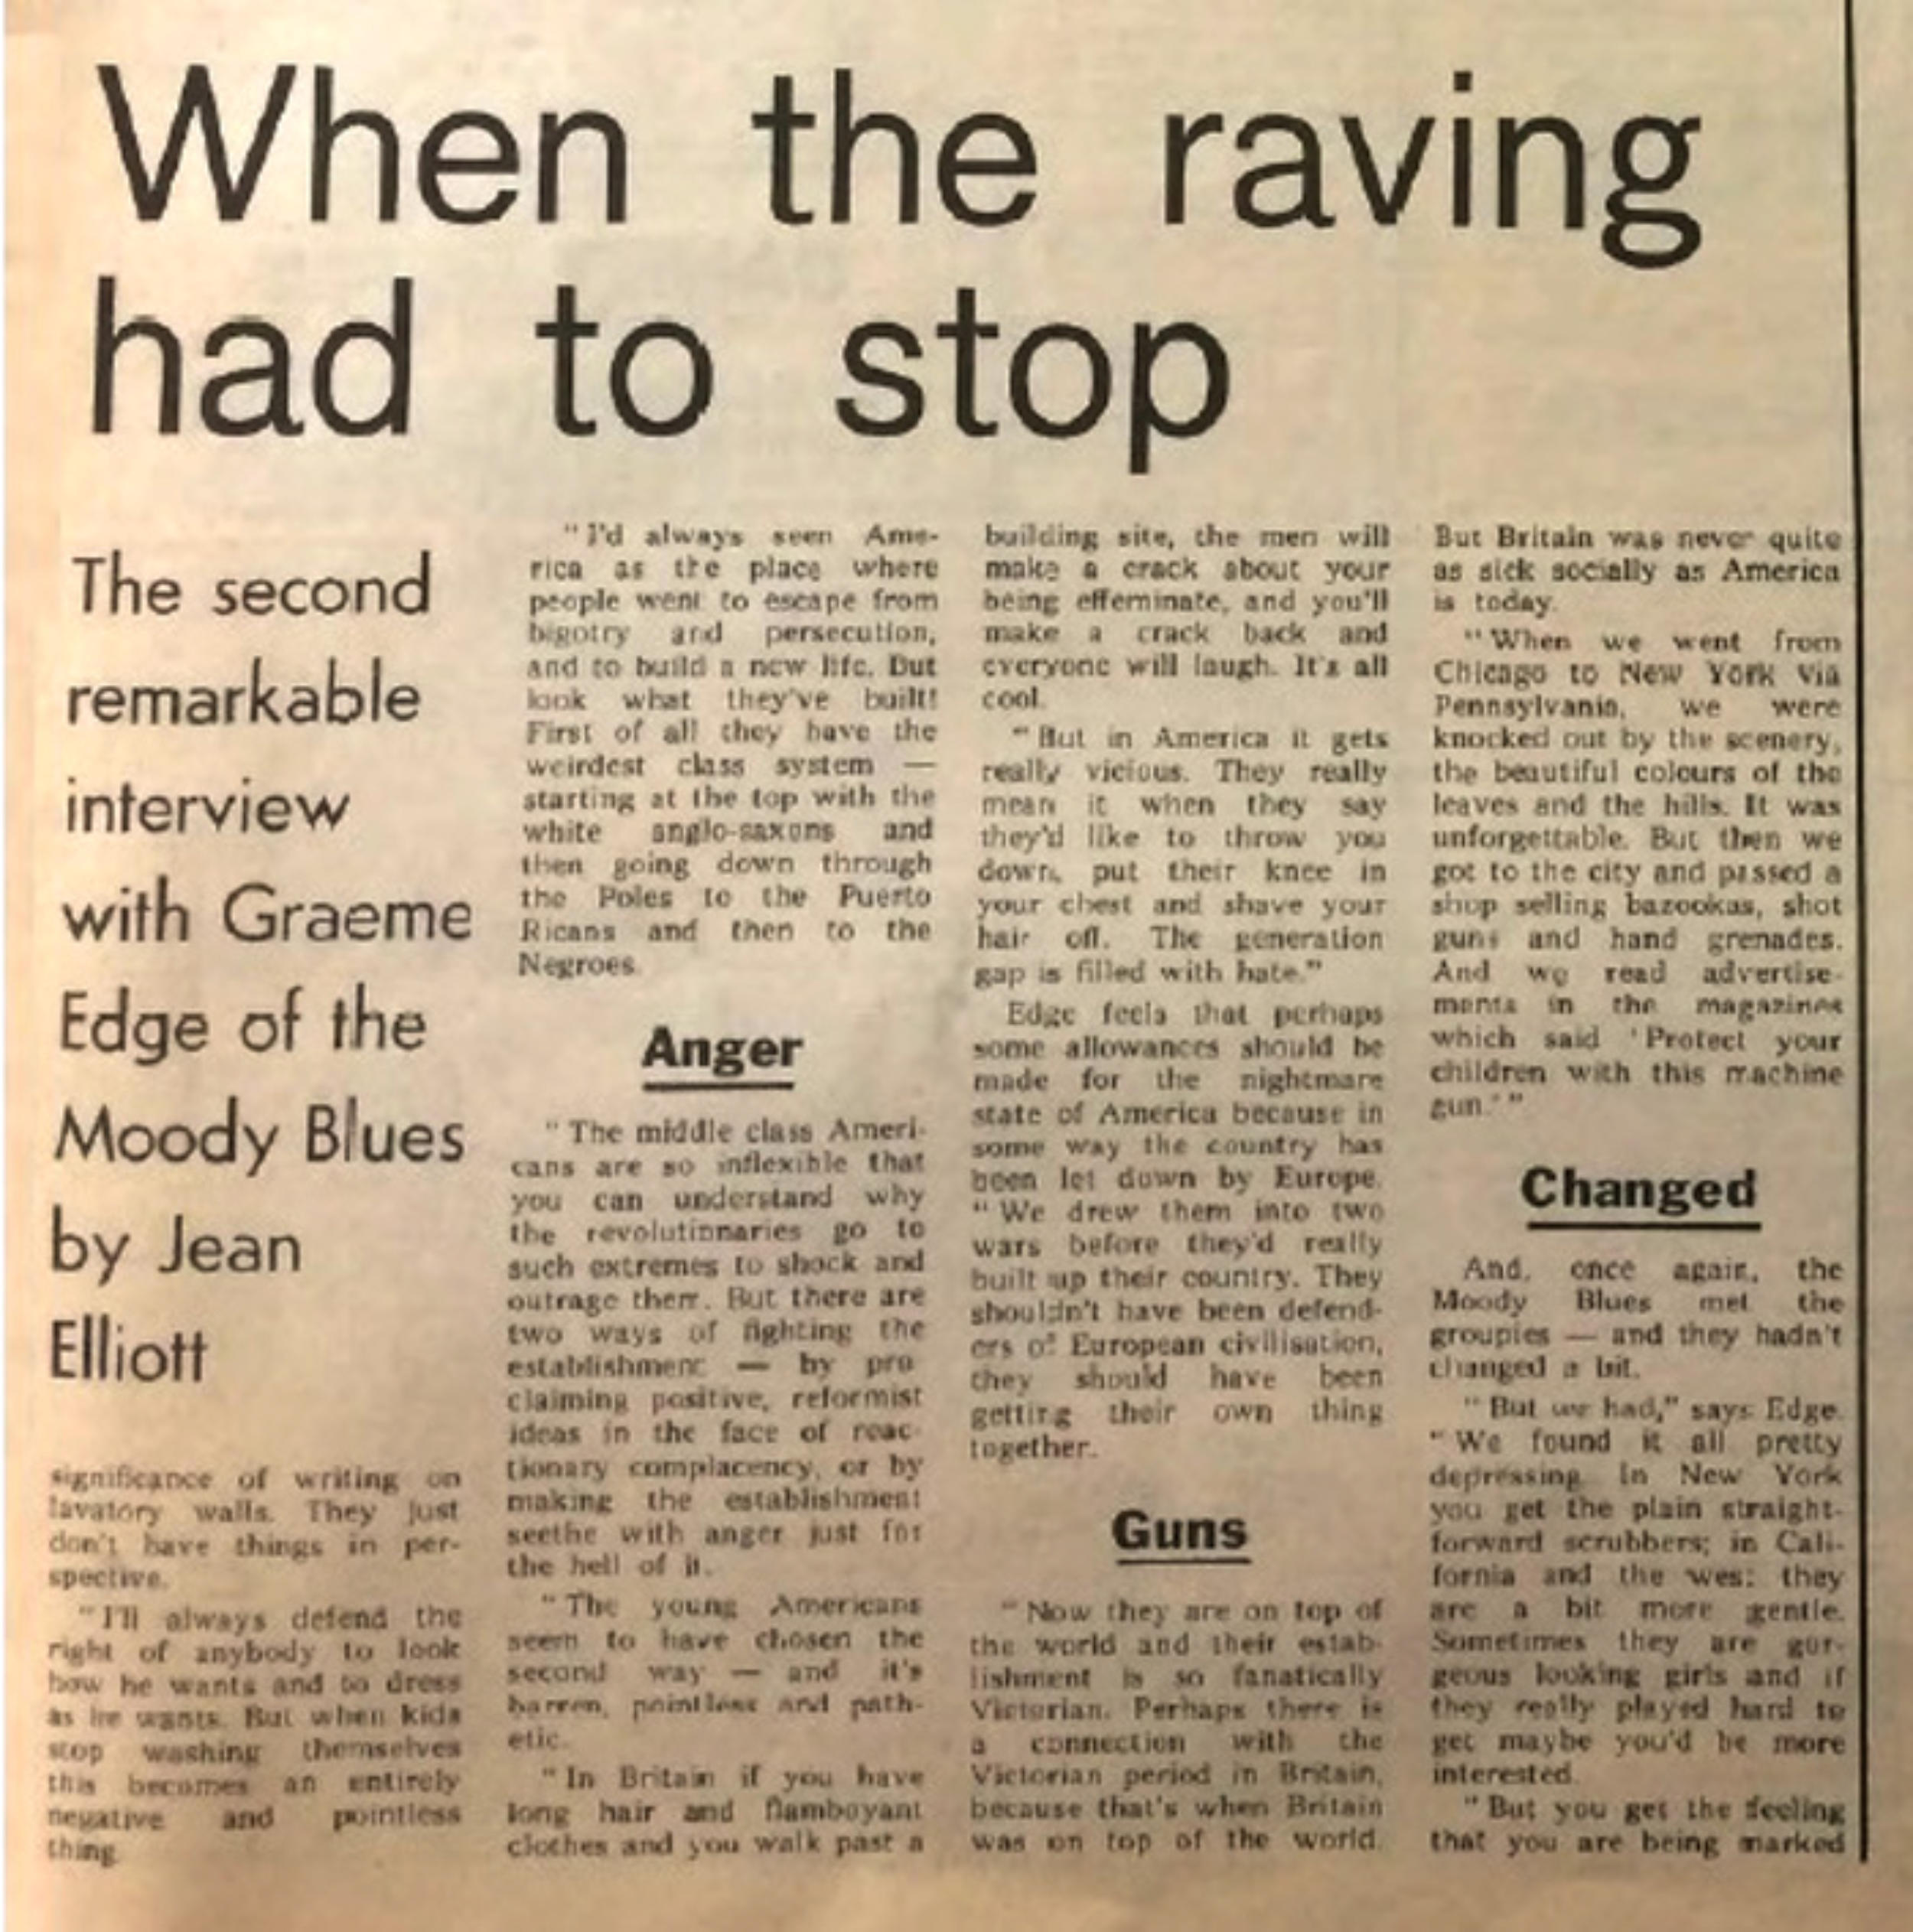 When the raving
had to stop
The second
remarkable
interview
with Graeme
Edge of the
Moody Blues
by Jean
Elliott
significance of writing on
lavatory walls. They just
don't have things in per-
spective.
"I'll always defend the
right of anybody to look
how he wants and to dress
as he wants. But when kids
stop washing themselves
this becomes an entirely
negative and pointless
thing.
"I'd always seen Ame-
rica as the place where
people went to escape from
bigotry and persecution,
and to build a new life. But
look what they've built!
First of all they have the
weirdest class system —
starting at the top with the
white anglo-saxons and
then going down through
the Poles to the Puerto
Ricans and then to the
Negroes.
Anger
"The middle class Ameri-
cans are so inflexible that
you can understand why
the revolutionaries go to
such extremes to shock and
outrage them. But there are
two ways of fighting the
establishment — by pro
claiming positive, reformist
ideas in the face of reac-
tionary complacency, or by
making the establishment
seethe with anger just for
the hell of it.
"The young Americans
seem to have chosen the
second way — and it's
barren, pointless and path-
etic.
"In Britain if you have
long hair and flamboyant
clothes and you walk past a
building site, the men will
make a crack about your
being effeminate, and you'll
make a crack back and
everyone will laugh. It's all
cool.
"But in America it gets
really vicious. They really
mean it when they say
they'd like to throw you
down, put their knee in
your chest and shave your
hair off. The generation
gap is filled with hate."
Edge feels that perhaps
some allowances should be
made for the nightmare
state of America because in
some way the country has
been let down by Europe.
"We drew them into two
wars before they'd really
built up their country. They
shouldn't have been defend-
ers of European civilisation,
they should have been
getting their own thing
together.
Guns
"Now they are on top of
the world and their estab-
lishment is so fanatically
Victorian. Perhaps there is
a connection with the
Victorian period in Britain,
because that's when Britain
was on top of the world.
But Britain was never quite
as sick socially as America
is today.
"When we went from
Chicago to New York via
Pennsylvania, we were
knocked out by the scenery,
the beautiful colours of the
leaves and the hills. It was
unforgettable. But then we
got to the city and passed a
shop selling bazookas, shot
guns and hand grenades.
And we read advertise-
ments in the magazines
which said 'Protect your
children with this machine
gun.'"
Changed
And, once again, the
Moody Blues met the
groupies — and they hadn't
changed a bit.
"But we had," says Edge.
"We found it all pretty
depressing. In New York
you get the plain straight-
forward scrubbers; in Cali-
fornia and the west they
are a bit more gentle.
Sometimes they are gor-
geous looking girls and if
they really played hard to
get maybe you'd be more
interested.
"But you get the feeling
that you are being marked